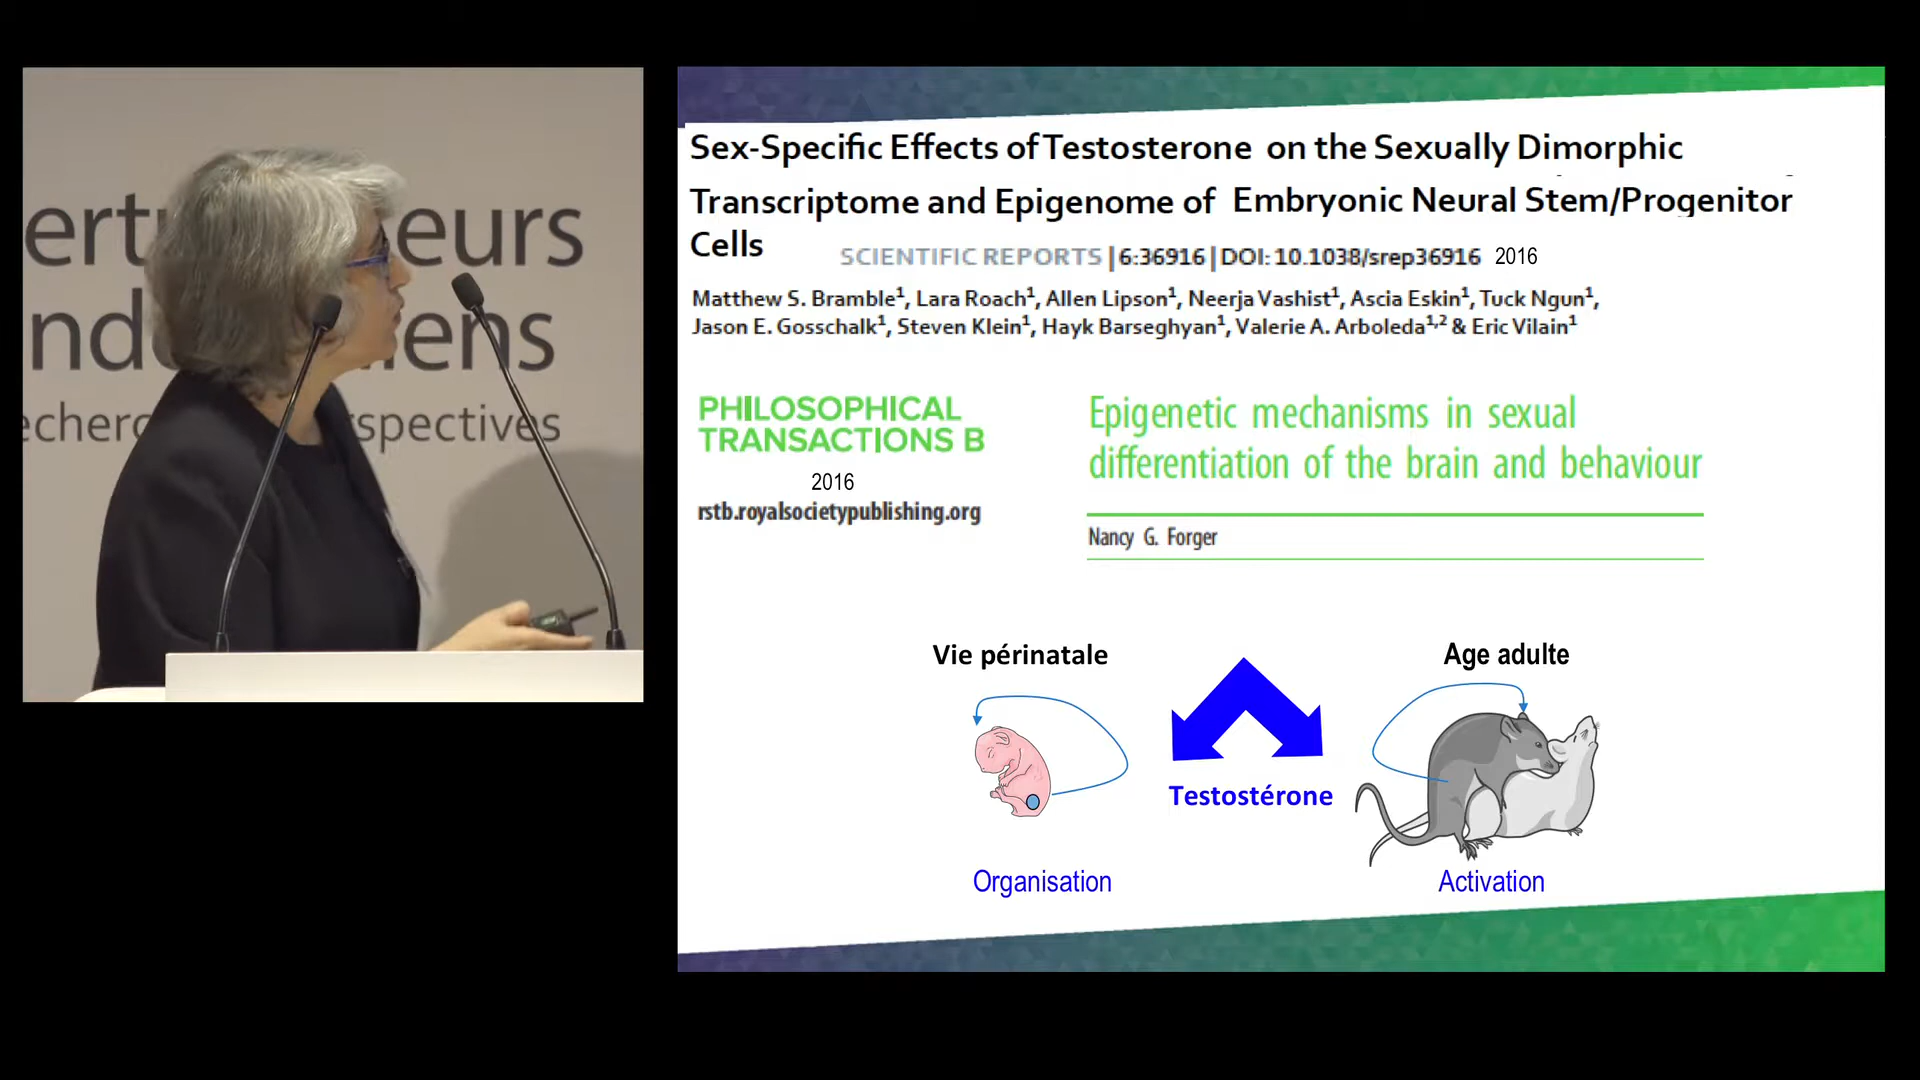 eurs
ens
spectives
Sex-Specific Effects of Testosterone on the Sexually Dimorphic
Transcriptome and Epigenome of Embryonic Neural Stem/Progenitor
Cells
SCIENTIFIC REPORTS | 6:36916 | DOI: 10.1038/srep36916 2016
Matthew S. Bramble¹, Lara Roach¹, Allen Lipson¹, Neerja Vashist¹, Ascia Eskin¹, Tuck Ngun¹,
Jason E. Gosschalk¹, Steven Klein¹, Hayk Barseghyan¹, Valerie A. Arboleda¹,² & Eric Vilain¹
PHILOSOPHICAL
TRANSACTIONS B
2016
rstb.royalsocietypublishing.org
Epigenetic mechanisms in sexual
differentiation of the brain and behaviour
Nancy G. Forger
Vie périnatale
Age adulte
Testostérone
Organisation
Activation